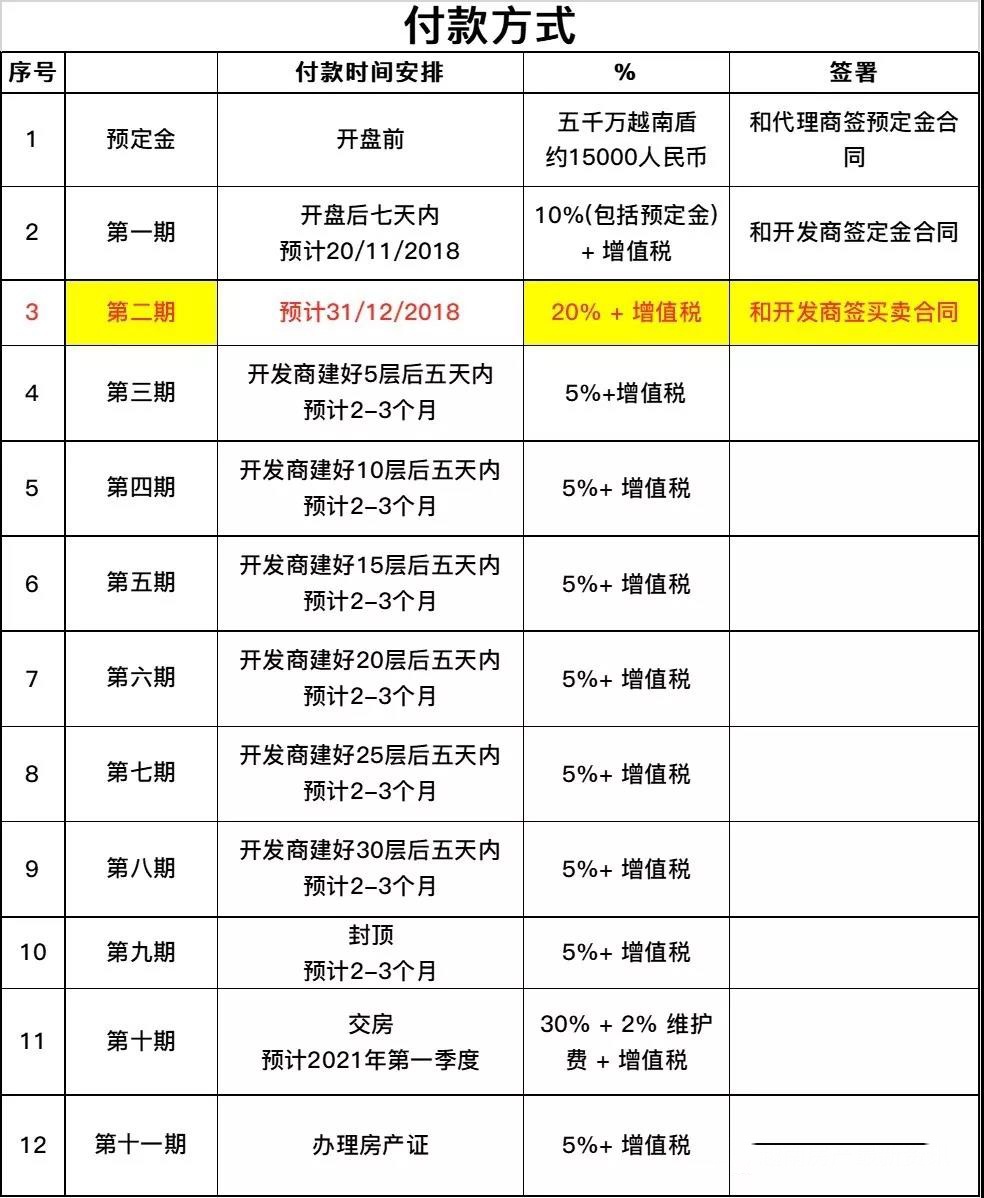 付款方式
序号 付款时间安排 % 签署
1 预定金 开盘前 五千万越南盾
约15000人民币 和代理商签预定金合
同
2 第一期 开盘后七天内
预计20/11/2018 10%(包括预定金)
+ 增值税 和开发商签定金合同
3 第二期 预计31/12/2018 20% + 增值税 和开发商签买卖合同
4 第三期 开发商建好5层后五天内
预计2-3个月 5%+增值税
5 第四期 开发商建好10层后五天内
预计2-3个月 5%+ 增值税
6 第五期 开发商建好15层后五天内
预计2-3个月 5%+ 增值税
7 第六期 开发商建好20层后五天内
预计2-3个月 5%+ 增值税
8 第七期 开发商建好25层后五天内
预计2-3个月 5%+ 增值税
9 第八期 开发商建好30层后五天内
预计2-3个月 5%+ 增值税
10 第九期 封顶
预计2-3个月 5%+ 增值税
11 第十期 交房
预计2021年第一季度 30% + 2% 维护
费 + 增值税
12 第十一期 办理房产证 5%+ 增值税